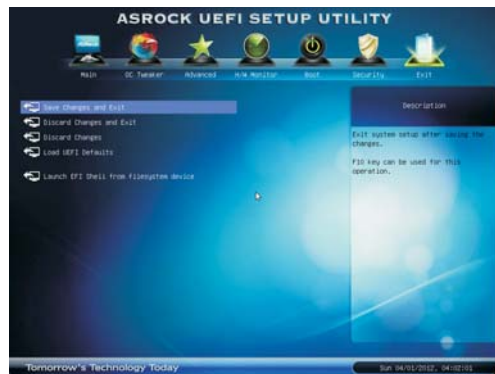 ASROCK UEFI SETUP UTILITY
Main OC Tweaker Advanced H/W Monitor Boot Security Exit
Save Changes and Exit
Discard Changes and Exit
Discard Changes
Load UEFI Defaults
Launch EFI Shell from filesystem device
Description
Exit system setup after saving the
changes.
F10 key can be used for this
operation.
Tomorrow's Technology Today
Sun 04/01/2012, 04:02:01